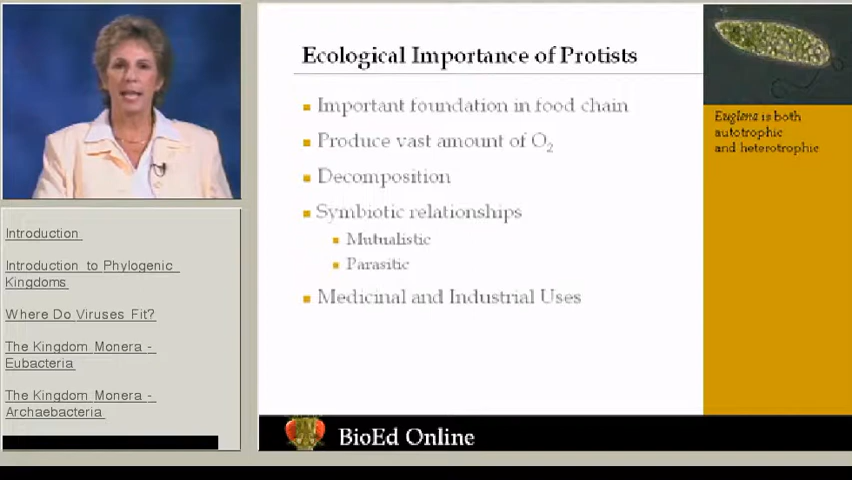 Ecological Importance of Protists
Important foundation in food chain
Produce vast amount of O₂
Decomposition
Symbiotic relationships
Mutualistic
Parasitic
Medicinal and Industrial Uses
Euglena is both
autotrophic
and heterotrophic
Introduction
Introduction to Phylogenic
Kingdoms
Where Do Viruses Fit?
The Kingdom Monera -
Eubacteria
The Kingdom Monera -
Archaebacteria
BioEd Online